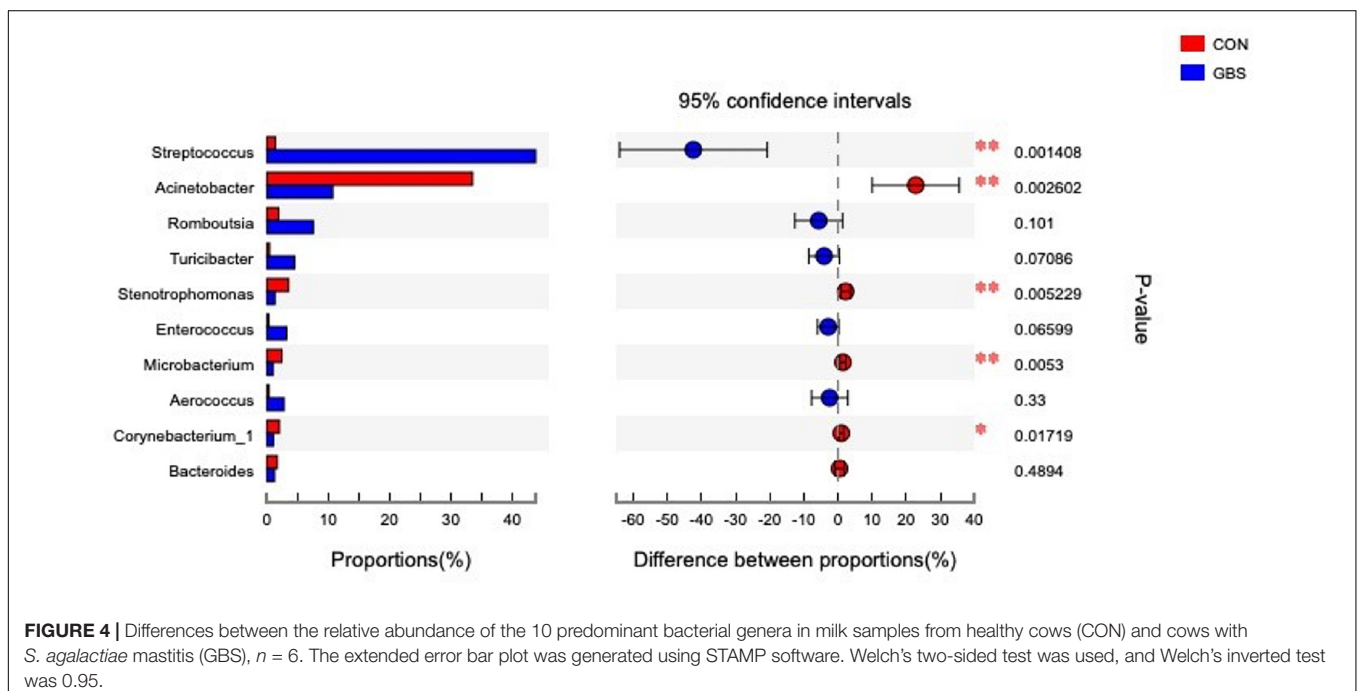 CON
GBS
95% confidence intervals
Streptococcus ** 0.001408
Acinetobacter ** 0.002602
Romboutsia 0.101
Turicibacter 0.07086
Stenotrophomonas ** 0.005229
Enterococcus 0.06599
Microbacterium ** 0.0053
Aerococcus 0.33
Corynebacterium_1 * 0.01719
Bacteroides 0.4894
P-value
0 10 20 30 40 -60 -50 -40 -30 -20 -10 0 10 20 30 40
Proportions(%) Difference between proportions(%)
FIGURE 4 | Differences between the relative abundance of the 10 predominant bacterial genera in milk samples from healthy cows (CON) and cows with
S. agalactiae mastitis (GBS), n = 6. The extended error bar plot was generated using STAMP software. Welch's two-sided test was used, and Welch's inverted test
was 0.95.